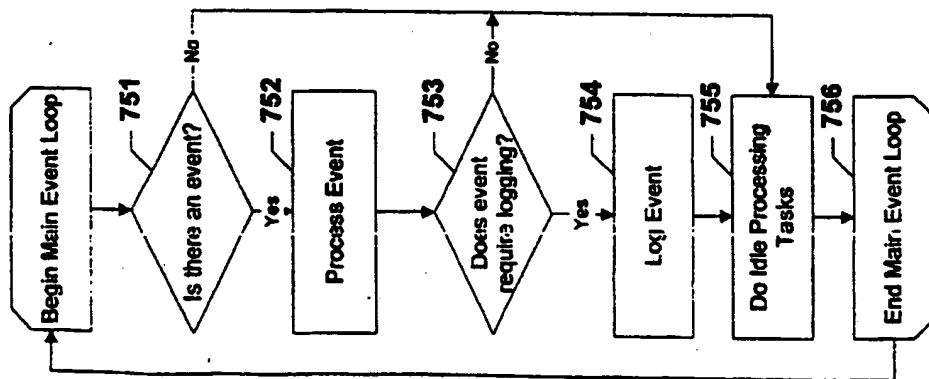 Begin Main Event Loop
751
Is there an event?
No
Yes
752
Process Event
753
Does event
require logging?
No
Yes
754
Log Event
755
Do Idle Processing
Tasks
756
End Main Event Loop